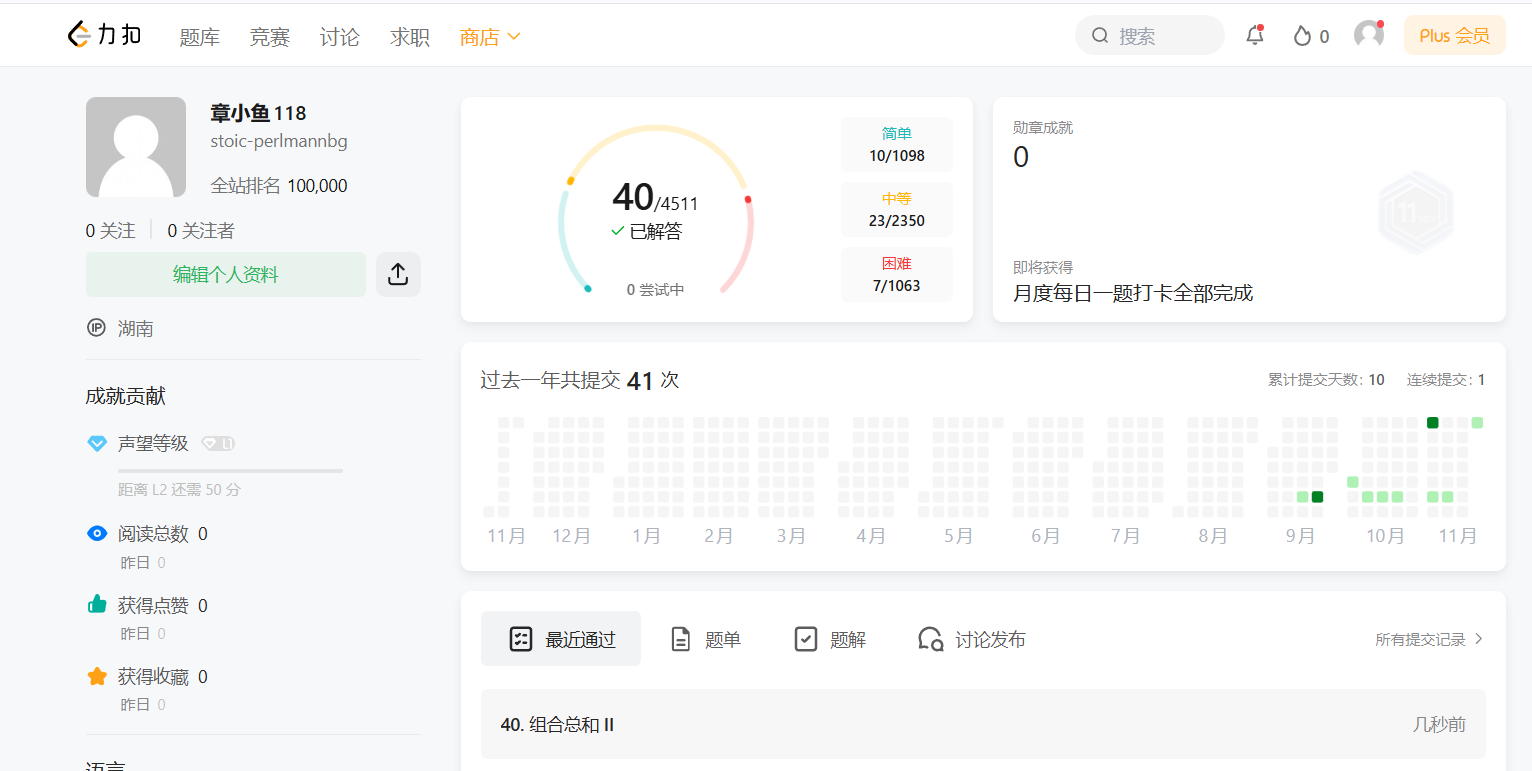 力扣 题库 竞赛 讨论 求职 商店 搜索 0 Plus 会员
章小鱼118
stoic-perlmannbg
全站排名 100,000
0 关注 0 关注者
编辑个人资料
IP 湖南
成就贡献
声望等级 L1
距离 L2 还需 50 分
阅读总数 0
昨日 0
获得点赞 0
昨日 0
获得收藏 0
昨日 0
语言
40/4511
已解答
0 尝试中
简单
10/1098
中等
23/2350
困难
7/1063
勋章成就
0
11
即将获得
月度每日一题打卡全部完成
过去一年共提交 41 次 累计提交天数: 10 连续提交: 1
11月 12月 1月 2月 3月 4月 5月 6月 7月 8月 9月 10月 11月
最近通过 题单 题解 讨论发布 所有提交记录
40. 组合总和 II 几秒前